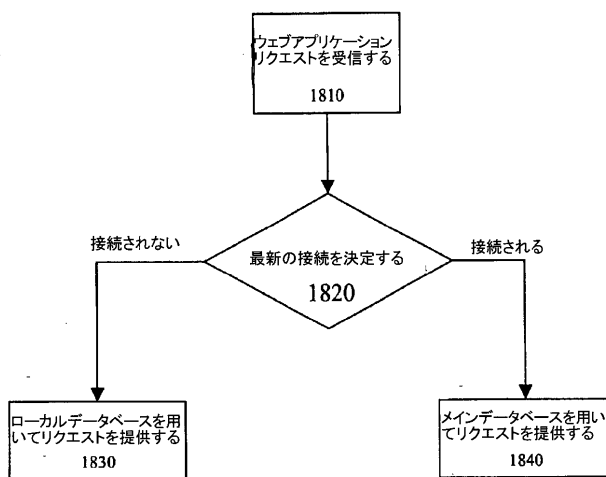 ウェブアプリケーション
リクエストを受信する
1810
接続されない
最新の接続を決定する
1820
接続される
ローカルデータベースを用
いてリクエストを提供する
1830
メインデータベースを用い
てリクエストを提供する
1840